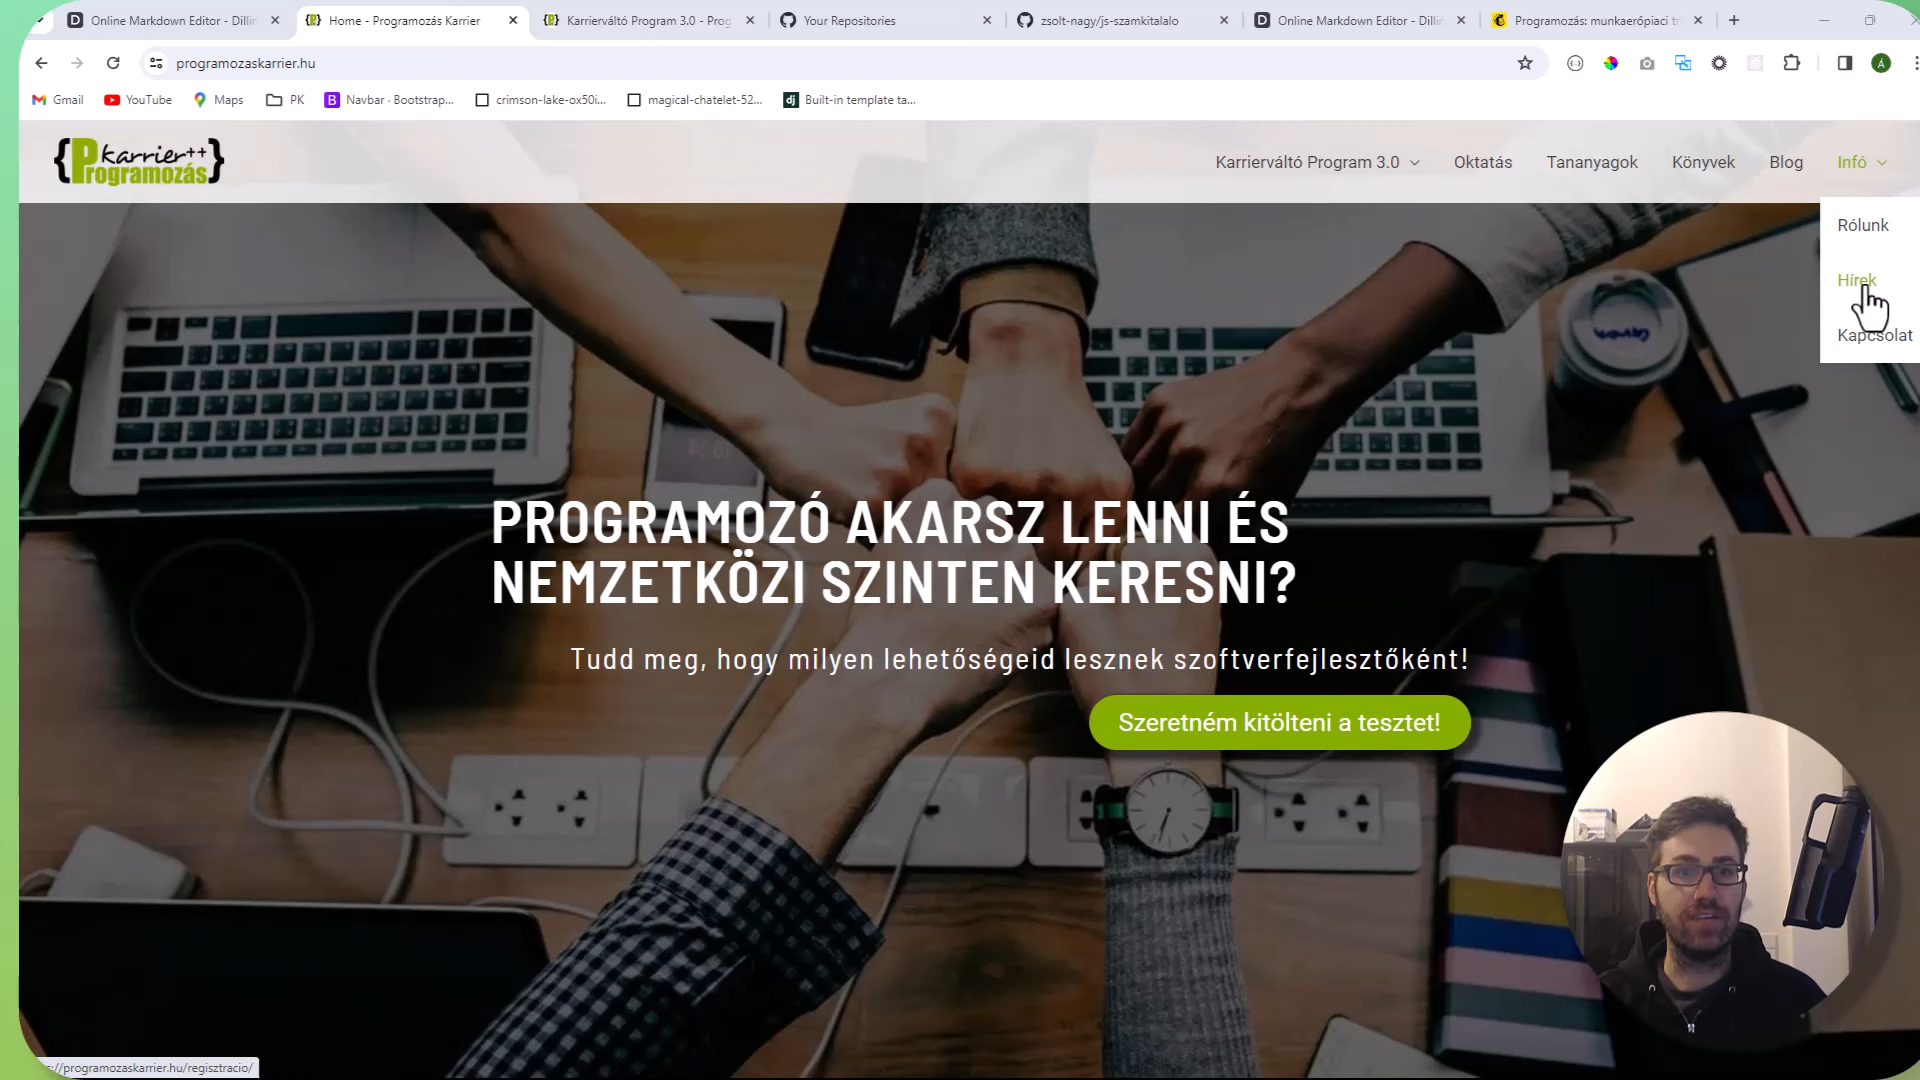 Online Markdown Editor - Dillin
Home - Programozás Karrier
Karrierváltó Program 3.0 - Prog
Your Repositories
zsolt-nagy/js-szamkitalalo
Online Markdown Editor - Dillin
Programozás: munkaerőpiaci tr
programozaskarrier.hu
Gmail
YouTube
Maps
PK
Navbar · Bootstrap...
crimson-lake-ox50i...
magical-chatelet-52...
Built-in template ta...
{Karrier++ Programozás}
Karrierváltó Program 3.0
Oktatás
Tananyagok
Könyvek
Blog
Infó
Rólunk
Hírek
Kapcsolat
PROGRAMOZÓ AKARSZ LENNI ÉS
NEMZETKÖZI SZINTEN KERESNI?
Tudd meg, hogy milyen lehetőségeid lesznek szoftverfejlesztőként!
Szeretném kitölteni a tesztet!
s://programozaskarrier.hu/regisztracio/